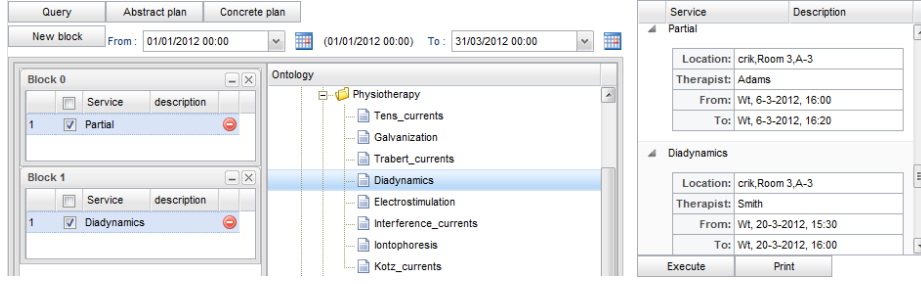 Query Abstract plan Concrete plan
New block From : 01/01/2012 00:00 (01/01/2012 00:00) To : 31/03/2012 00:00
Block 0
Service description
1 Partial
Block 1
Service description
1 Diadynamics
Ontology
Physiotherapy
Tens_currents
Galvanization
Trabert_currents
Diadynamics
Electrostimulation
Interference_currents
Iontophoresis
Kotz_currents
Service Description
Partial
Location: crik,Room 3,A-3
Therapist: Adams
From: Wt, 6-3-2012, 16:00
To: Wt, 6-3-2012, 16:20
Diadynamics
Location: crik,Room 3,A-3
Therapist: Smith
From: Wt, 20-3-2012, 15:30
To: Wt, 20-3-2012, 16:00
Execute Print